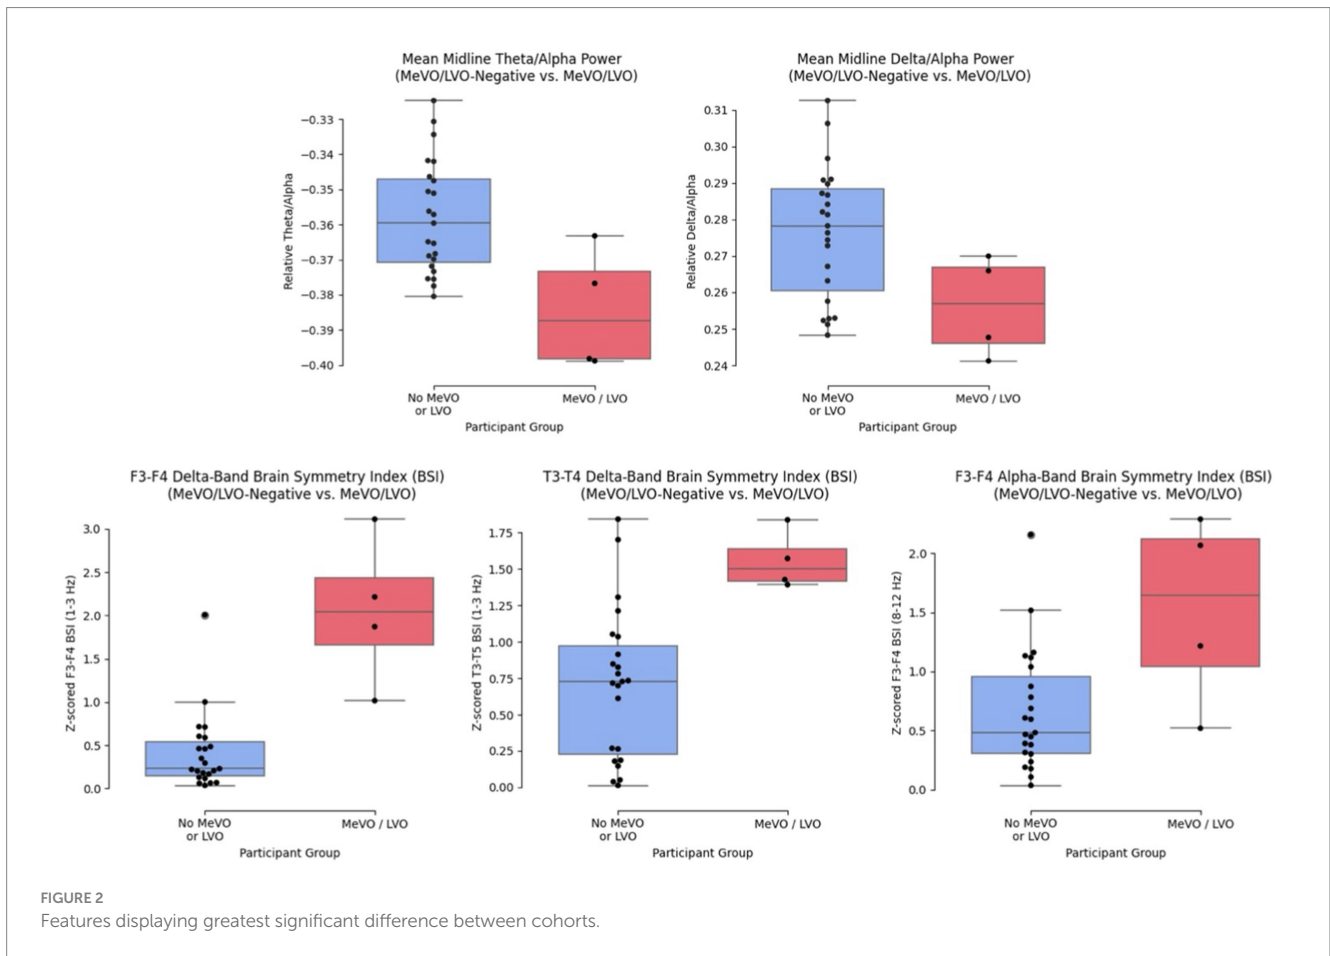 Mean Midline Theta/Alpha Power
(MeVO/LVO-Negative vs. MeVO/LVO)
Relative Theta/Alpha
−0.33
−0.34
−0.35
−0.36
−0.37
−0.38
−0.39
−0.40
No MeVO
or LVO
MeVO / LVO
Participant Group
Mean Midline Delta/Alpha Power
(MeVO/LVO-Negative vs. MeVO/LVO)
Relative Delta/Alpha
0.31
0.30
0.29
0.28
0.27
0.26
0.25
0.24
No MeVO
or LVO
MeVO / LVO
Participant Group
F3-F4 Delta-Band Brain Symmetry Index (BSI)
(MeVO/LVO-Negative vs. MeVO/LVO)
Z-scored F3-F4 BSI (1-3 Hz)
3.0
2.5
2.0
1.5
1.0
0.5
0.0
No MeVO
or LVO
MeVO / LVO
Participant Group
T3-T4 Delta-Band Brain Symmetry Index (BSI)
(MeVO/LVO-Negative vs. MeVO/LVO)
Z-scored T3-T5 BSI (1-3 Hz)
1.75
1.50
1.25
1.00
0.75
0.50
0.25
0.00
No MeVO
or LVO
MeVO / LVO
Participant Group
F3-F4 Alpha-Band Brain Symmetry Index (BSI)
(MeVO/LVO-Negative vs. MeVO/LVO)
Z-scored F3-F4 BSI (8-12 Hz)
2.0
1.5
1.0
0.5
0.0
No MeVO
or LVO
MeVO / LVO
Participant Group
FIGURE 2
Features displaying greatest significant difference between cohorts.